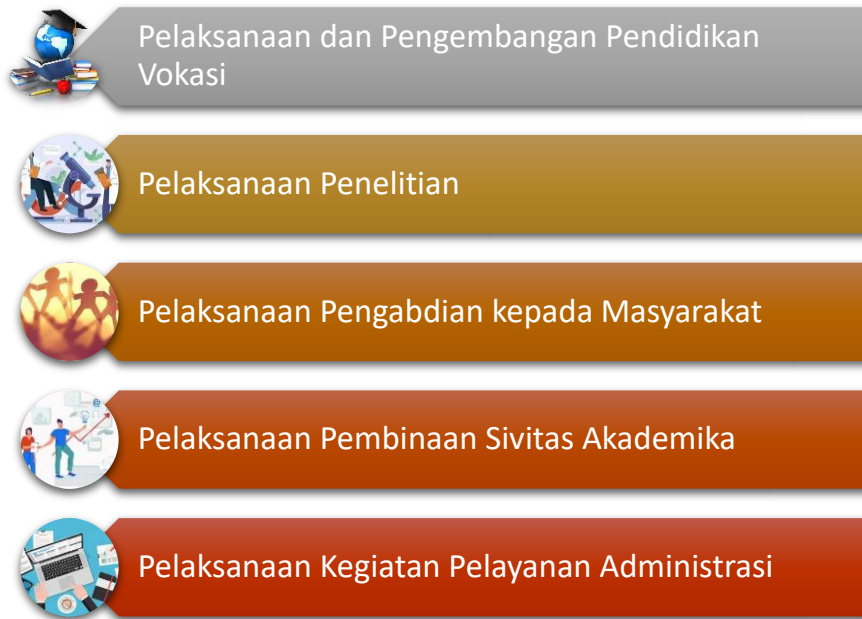 Pelaksanaan dan Pengembangan Pendidikan
Vokasi
Pelaksanaan Penelitian
Pelaksanaan Pengabdian kepada Masyarakat
Pelaksanaan Pembinaan Sivitas Akademika
Pelaksanaan Kegiatan Pelayanan Administrasi